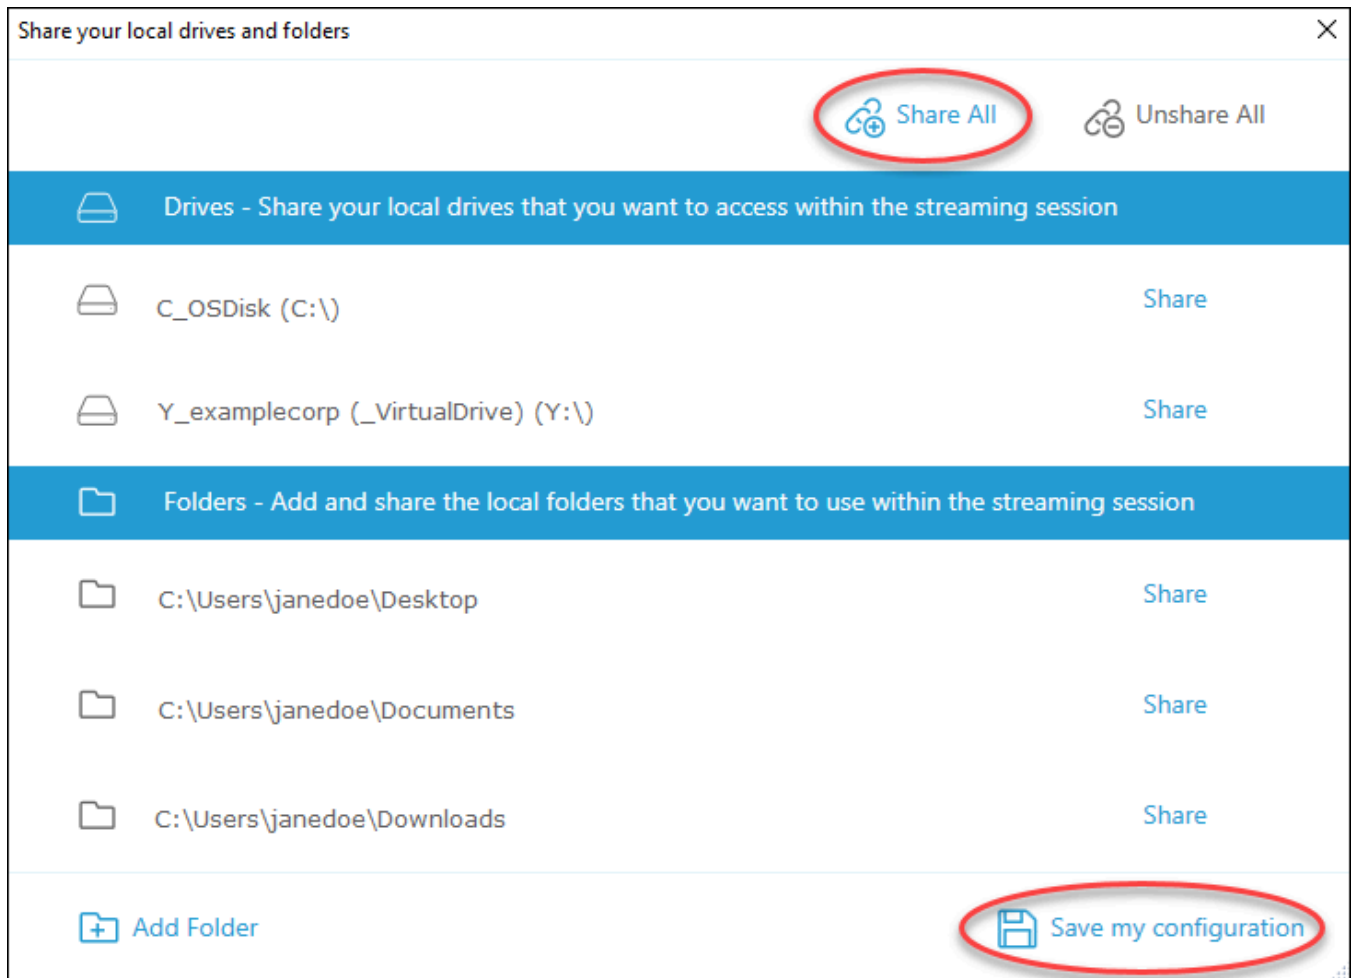 Share your local drives and folders
Share All
Unshare All
Drives - Share your local drives that you want to access within the streaming session
C_OSDisk (C:\)
Share
Y_examplecorp (_VirtualDrive) (Y:\)
Share
Folders - Add and share the local folders that you want to use within the streaming session
C:\Users\janedoe\Desktop
Share
C:\Users\janedoe\Documents
Share
C:\Users\janedoe\Downloads
Share
Add Folder
Save my configuration